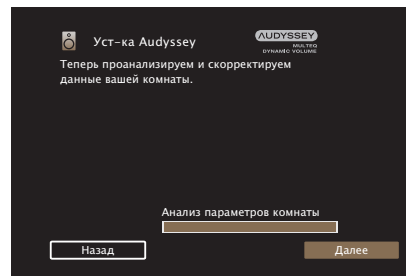 Уст-ка Audyssey
AUDYSSEY
MULTEQ
DYNAMIC VOLUME
Теперь проанализируем и скорректируем
данные вашей комнаты.
Анализ параметров комнаты
Назад
Далее